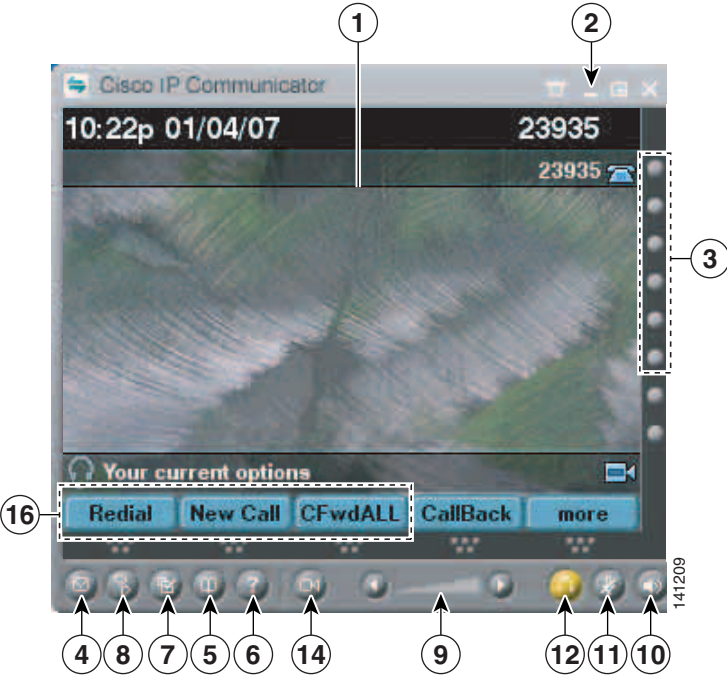 1 2
Cisco IP Communicator
10:22p 01/04/07 23935
23935
3
Your current options
16
Redial New Call CFwdALL CallBack more
?
141209
4 8 7 5 6 14 9 12 11 10